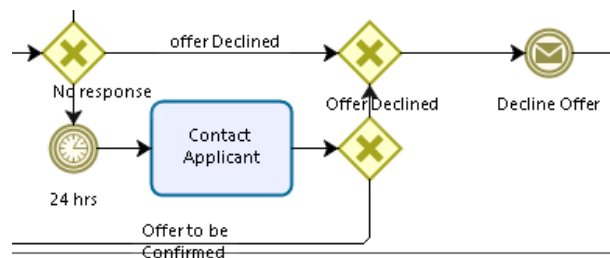 offer Declined
No response
Offer Declined
Decline Offer
Contact
Applicant
24 hrs
Offer to be
Confirmed